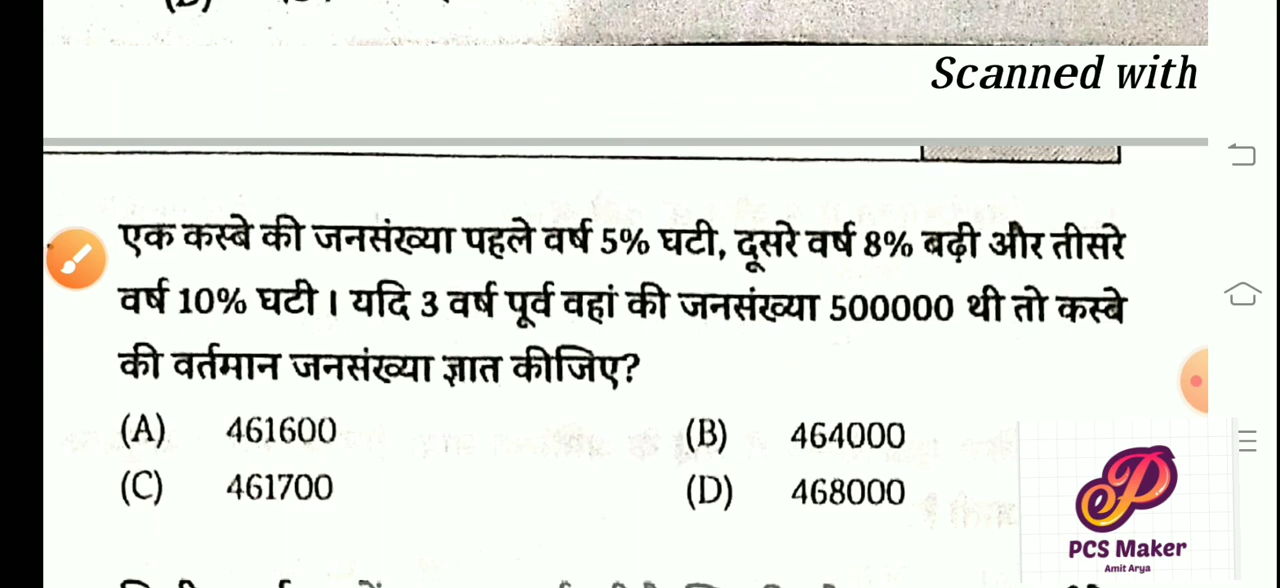 Scanned with
एक कस्बे की जनसंख्या पहले वर्ष 5% घटी, दूसरे वर्ष 8% बढ़ी और तीसरे
वर्ष 10% घटी । यदि 3 वर्ष पूर्व वहां की जनसंख्या 500000 थी तो कस्बे
की वर्तमान जनसंख्या ज्ञात कीजिए?
(A) 461600 (B) 464000
(C) 461700 (D) 468000
PCS Maker
Amit Arya